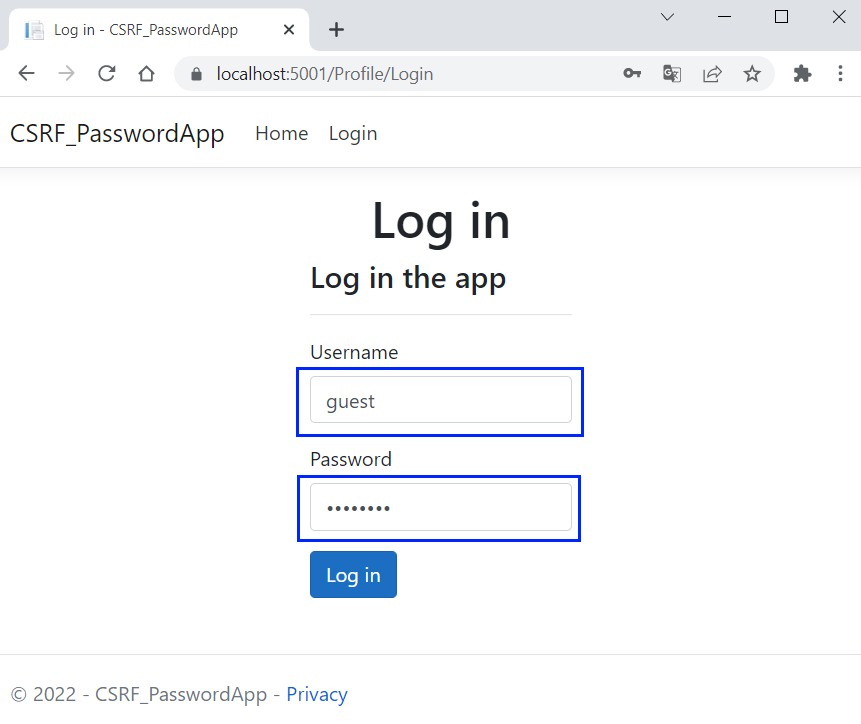 Log in - CSRF_PasswordApp
localhost:5001/Profile/Login
CSRF_PasswordApp Home Login
Log in
Log in the app
Username
guest
Password
••••••••
Log in
© 2022 - CSRF_PasswordApp - Privacy